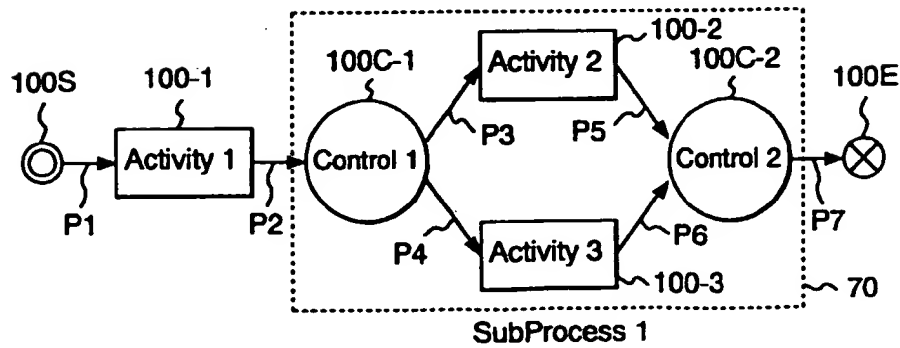 100-2
100C-1
Activity 2
100C-2
100S
100-1
100E
P3
P5
Activity 1
Control 1
Control 2
P1
P2
P4
P6
P7
Activity 3
100-3
70
SubProcess 1